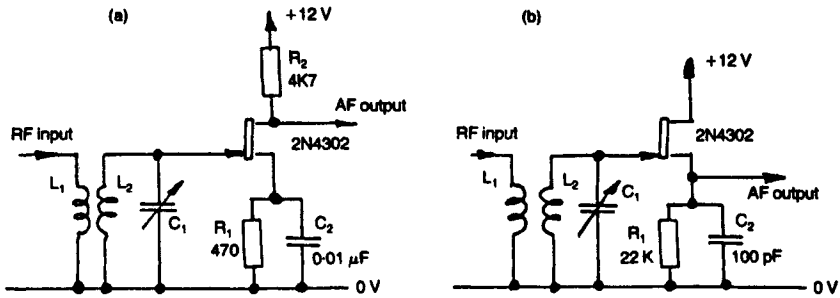 (a)
+12 V
R2
4K7
AF output
RF input
2N4302
L1
L2
C1
R1
470
C2
0·01 µF
0 V
(b)
+12 V
2N4302
RF input
L1
L2
C1
AF output
R1
22 K
C2
100 pF
0 V